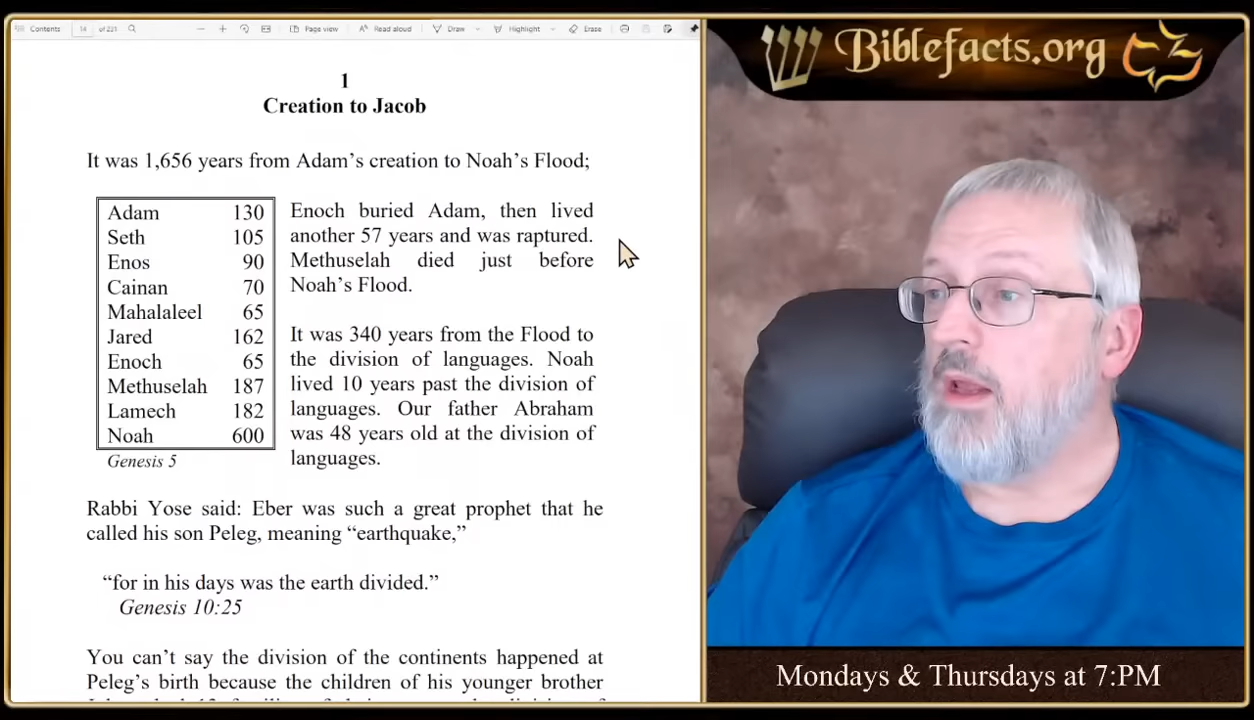 Contents 14 of 221 Page view Read aloud Draw Highlight Erase
1
Creation to Jacob
It was 1,656 years from Adam's creation to Noah's Flood;
Adam 130
Seth 105
Enos 90
Cainan 70
Mahalaleel 65
Jared 162
Enoch 65
Methuselah 187
Lamech 182
Noah 600
Genesis 5
Enoch buried Adam, then lived
another 57 years and was raptured.
Methuselah died just before
Noah's Flood.
It was 340 years from the Flood to
the division of languages. Noah
lived 10 years past the division of
languages. Our father Abraham
was 48 years old at the division of
languages.
Rabbi Yose said: Eber was such a great prophet that he
called his son Peleg, meaning “earthquake,”
“for in his days was the earth divided.”
Genesis 10:25
You can't say the division of the continents happened at
Peleg's birth because the children of his younger brother
Biblefacts.org
Mondays & Thursdays at 7:PM